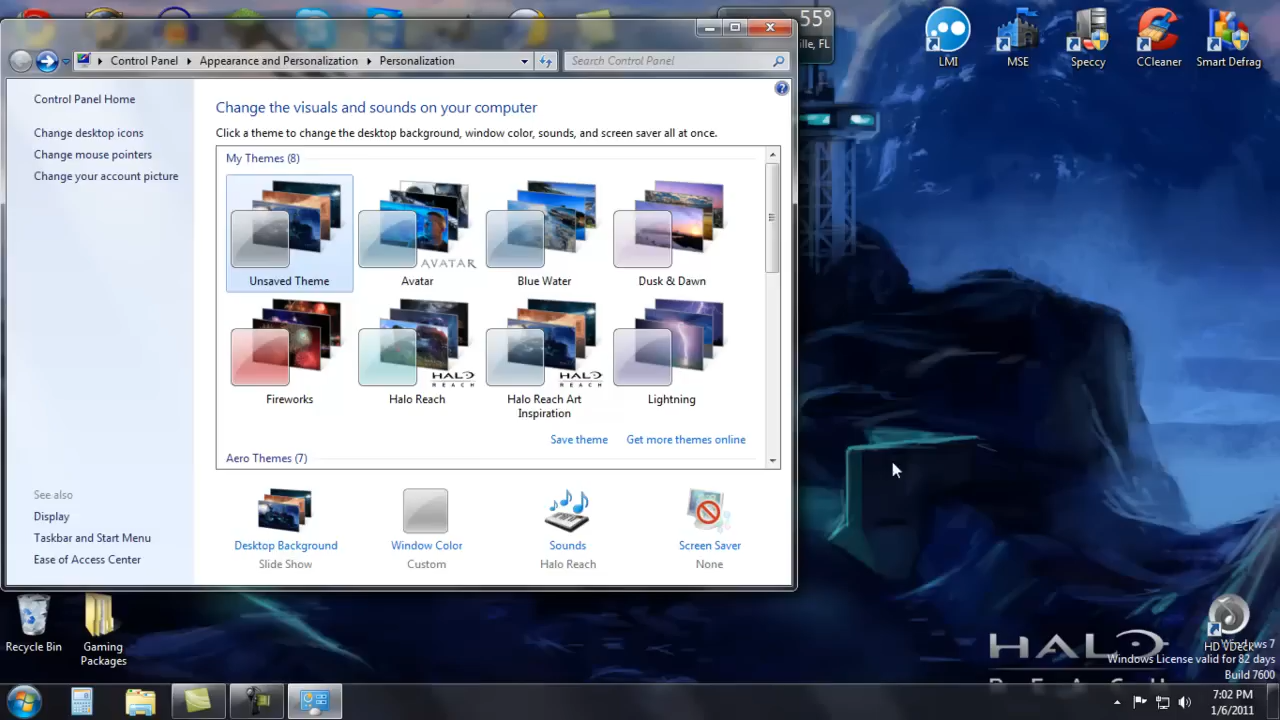 55°
ille, FL
Control Panel
Appearance and Personalization
Personalization
Search Control Panel
LMI
MSE
Speccy
CCleaner
Smart Defrag
Control Panel Home
Change desktop icons
Change mouse pointers
Change your account picture
Change the visuals and sounds on your computer
Click a theme to change the desktop background, window color, sounds, and screen saver all at once.
My Themes (8)
Unsaved Theme
Avatar
AVATAR
Blue Water
Dusk & Dawn
Fireworks
Halo Reach
HALO
REACH
Halo Reach Art
Inspiration
HALO
REACH
Lightning
Save theme
Get more themes online
Aero Themes (7)
See also
Display
Taskbar and Start Menu
Ease of Access Center
Desktop Background
Slide Show
Window Color
Custom
Sounds
Halo Reach
Screen Saver
None
Recycle Bin
Gaming
Packages
HALO
HD VDeck
Windows 7
Windows License valid for 82 days
Build 7600
7:02 PM
1/6/2011